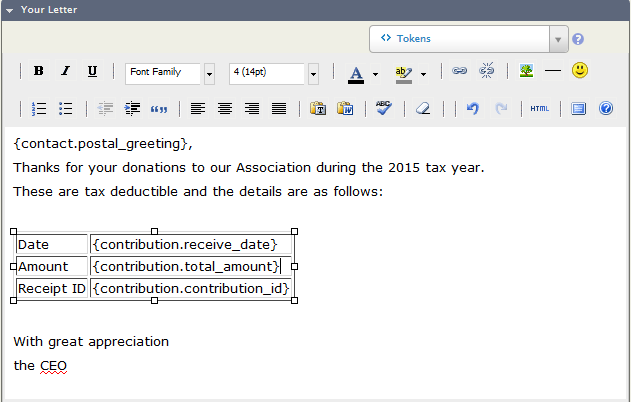 Your Letter
<> Tokens
B I U Font Family 4 (14pt) A ab
HTML
{contact.postal_greeting},
Thanks for your donations to our Association during the 2015 tax year.
These are tax deductible and the details are as follows:
Date {contribution.receive_date}
Amount {contribution.total_amount}
Receipt ID {contribution.contribution_id}
With great appreciation
the CEO